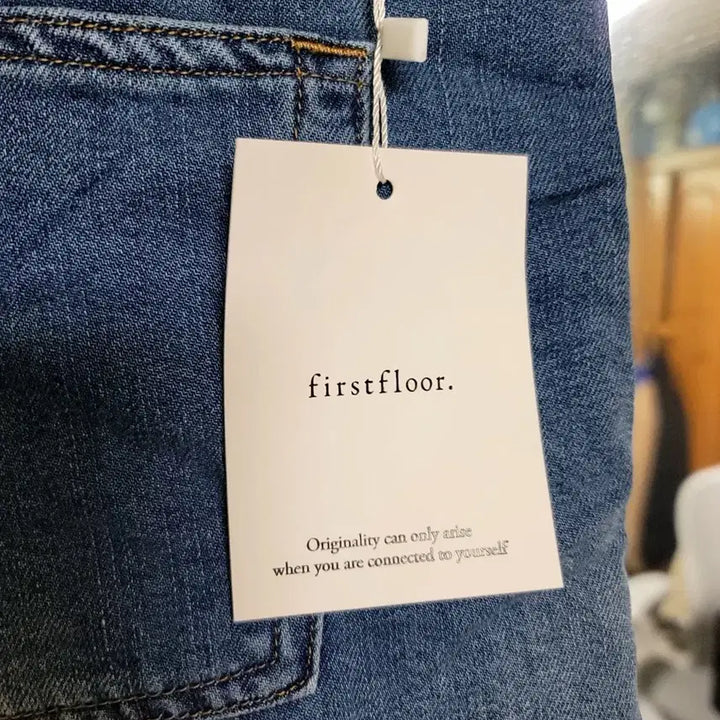 firstfloor.
Originality can only arise
when you are connected to yourself